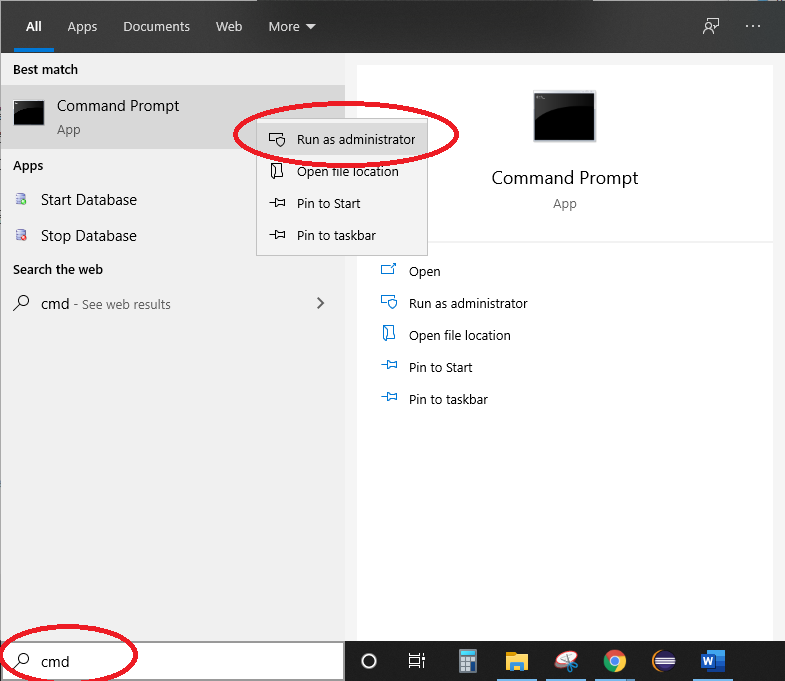 All Apps Documents Web More
Best match
Command Prompt
App
Run as administrator
Open file location
Pin to Start
Pin to taskbar
Apps
Start Database
Stop Database
Search the web
cmd - See web results
Command Prompt
App
Open
Run as administrator
Open file location
Pin to Start
Pin to taskbar
cmd
W